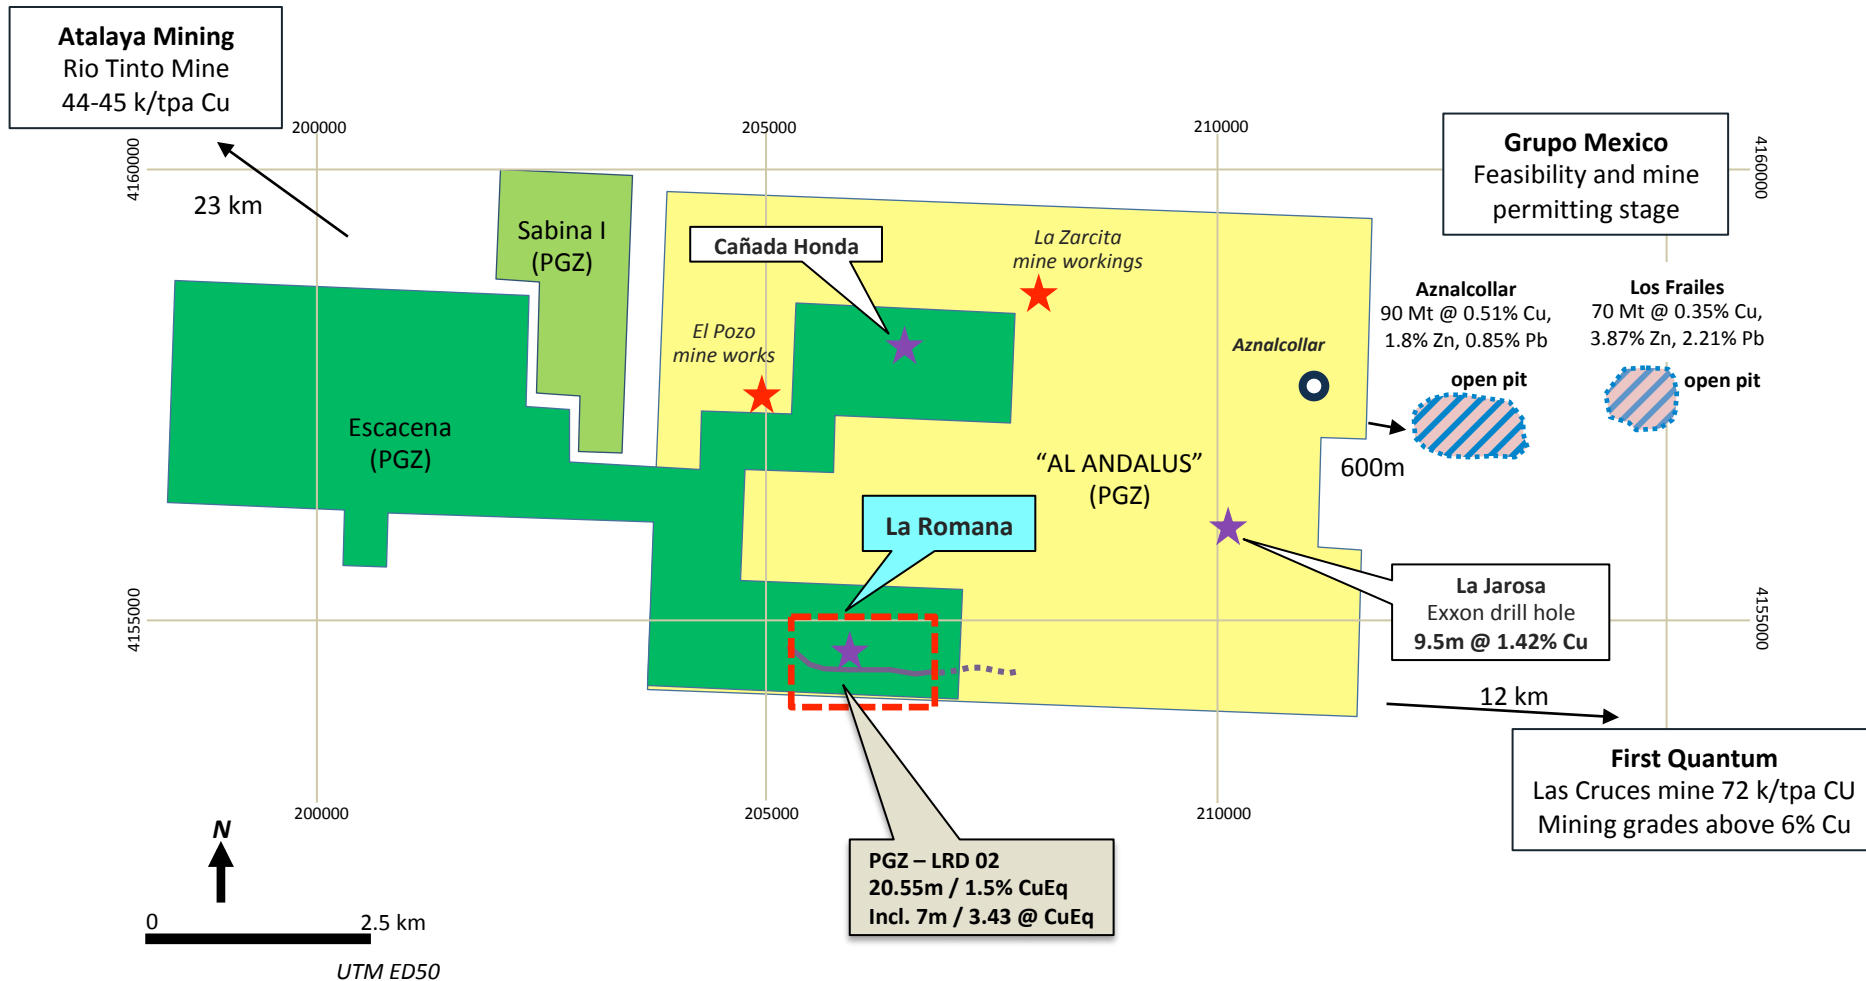 Atalaya Mining
Rio Tinto Mine
44-45 k/tpa Cu
23 km
200000
205000
210000
4160000
4160000
Grupo Mexico
Feasibility and mine
permitting stage
Sabina I
(PGZ)
Cañada Honda
La Zarcita
mine workings
El Pozo
mine works
Aznalcollar
Aznalcollar
90 Mt @ 0.51% Cu,
1.8% Zn, 0.85% Pb
open pit
Los Frailes
70 Mt @ 0.35% Cu,
3.87% Zn, 2.21% Pb
open pit
600m
Escacena
(PGZ)
“AL ANDALUS”
(PGZ)
La Romana
La Jarosa
Exxon drill hole
9.5m @ 1.42% Cu
4155000
4155000
12 km
First Quantum
Las Cruces mine 72 k/tpa CU
Mining grades above 6% Cu
200000
205000
210000
PGZ – LRD 02
20.55m / 1.5% CuEq
Incl. 7m / 3.43 @ CuEq
N
0
2.5 km
UTM ED50